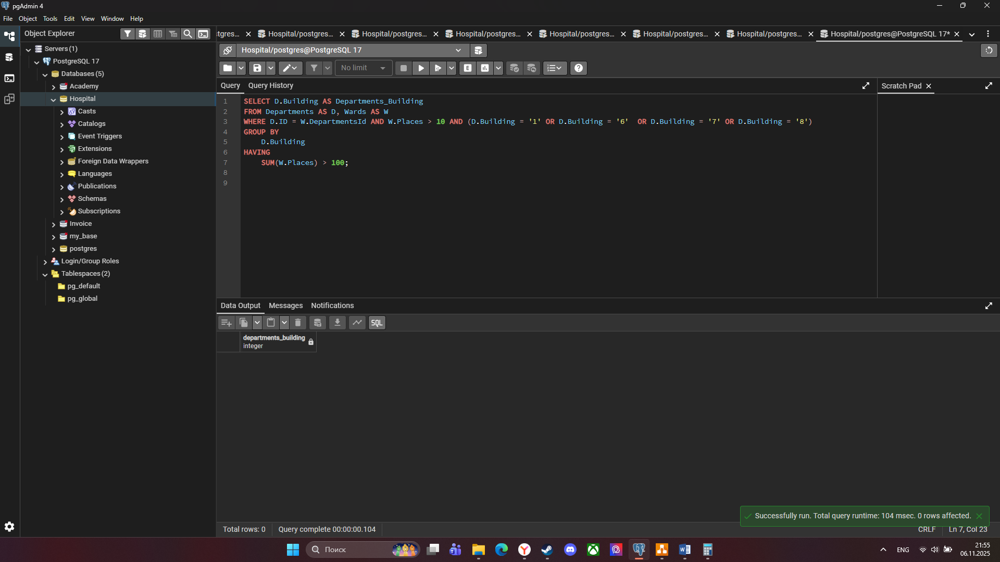 pgAdmin 4
File Object Tools Edit View Window Help
Object Explorer
tgres...
Hospital/postgres...
Hospital/postgres...
Hospital/postgres...
Hospital/postgres...
Hospital/postgres...
Hospital/postgres...
Hospital/postgres@PostgreSQL 17*
Servers (1)
PostgreSQL 17
Databases (5)
Academy
Hospital
Casts
Catalogs
Event Triggers
Extensions
Foreign Data Wrappers
Languages
Publications
Schemas
Subscriptions
Invoice
my_base
postgres
Login/Group Roles
Tablespaces (2)
pg_default
pg_global
Hospital/postgres@PostgreSQL 17
No limit
E
Query Query History
Scratch Pad
1 SELECT D.Building AS Departments_Building
2 FROM Departments AS D, Wards AS W
3 WHERE D.ID = W.DepartmentsId AND W.Places > 10 AND (D.Building = '1' OR D.Building = '6'  OR D.Building = '7' OR D.Building = '8')
4 GROUP BY
5     D.Building
6 HAVING
7     SUM(W.Places) > 100;
8
9
Data Output Messages Notifications
SQL
departments_building
integer
Successfully run. Total query runtime: 104 msec. 0 rows affected.
Total rows: 0 Query complete 00:00:00.104 CRLF Ln 7, Col 23
Поиск
ENG
21:55
06.11.2025